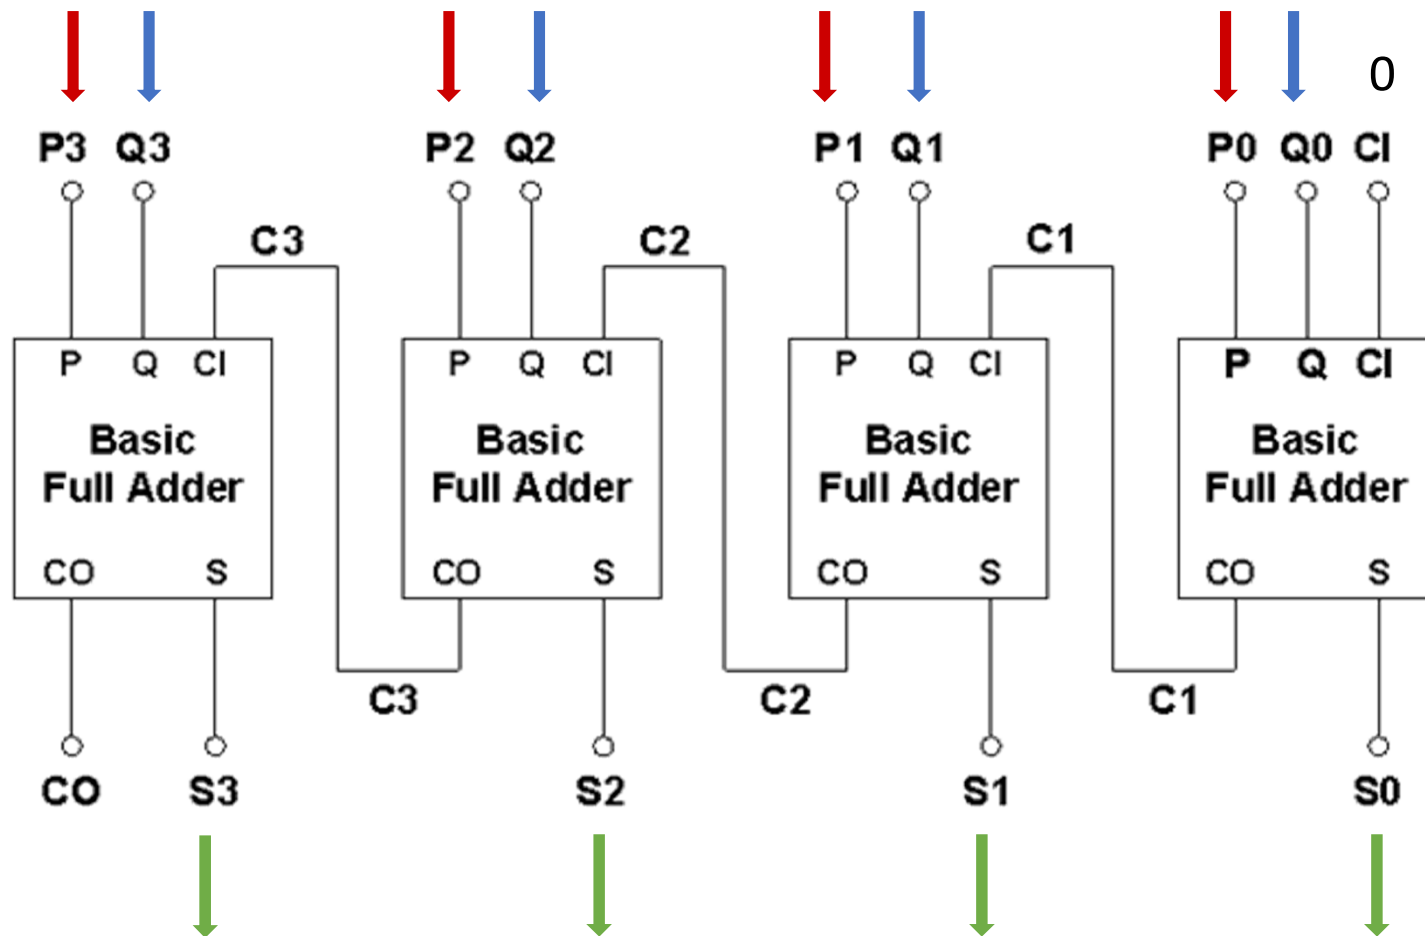 0
P3 Q3 P2 Q2 P1 Q1 P0 Q0 CI
C3 C2 C1
P Q CI P Q CI P Q CI P Q CI
Basic Basic Basic Basic
Full Adder Full Adder Full Adder Full Adder
CO S CO S CO S CO S
C3 C2 C1
CO S3 S2 S1 S0